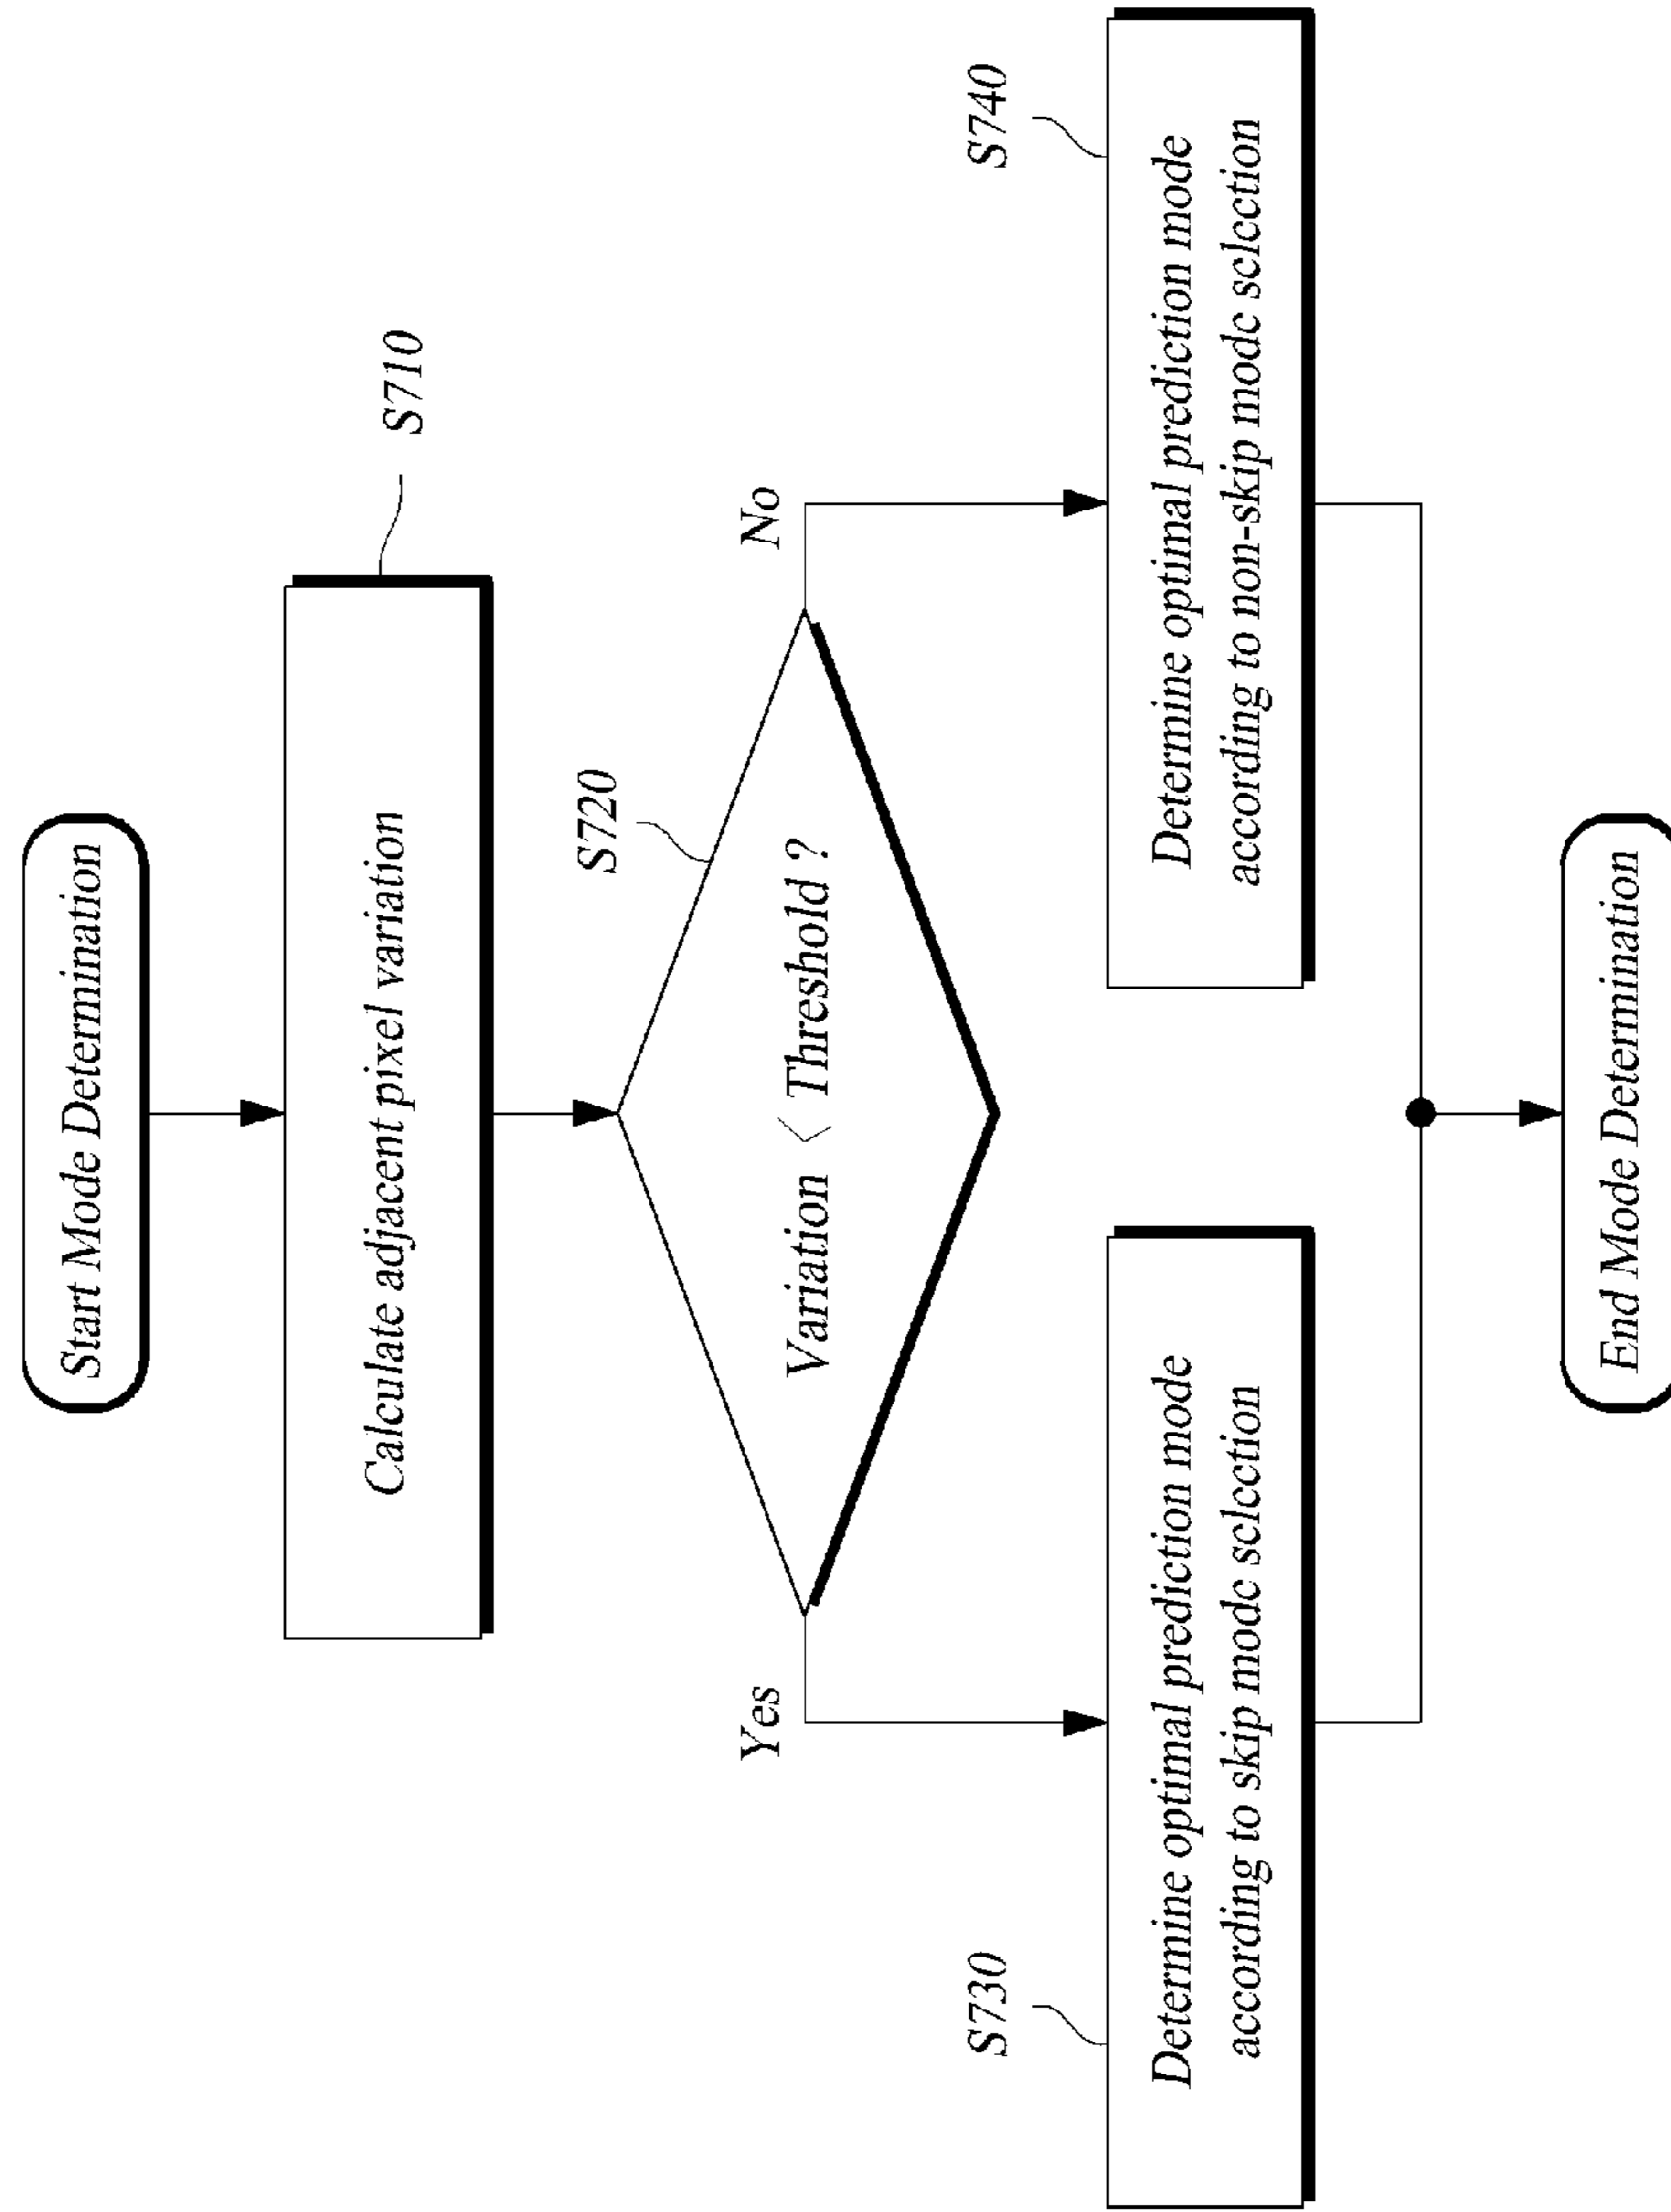 Start Mode Determination
Calculate adjacent pixel variation
S710
Variation < Threshold ?
S720
Yes
No
S730
Determine optimal prediction mode
according to skip mode selection
S740
Determine optimal prediction mode
according to non-skip mode selection
End Mode Determination